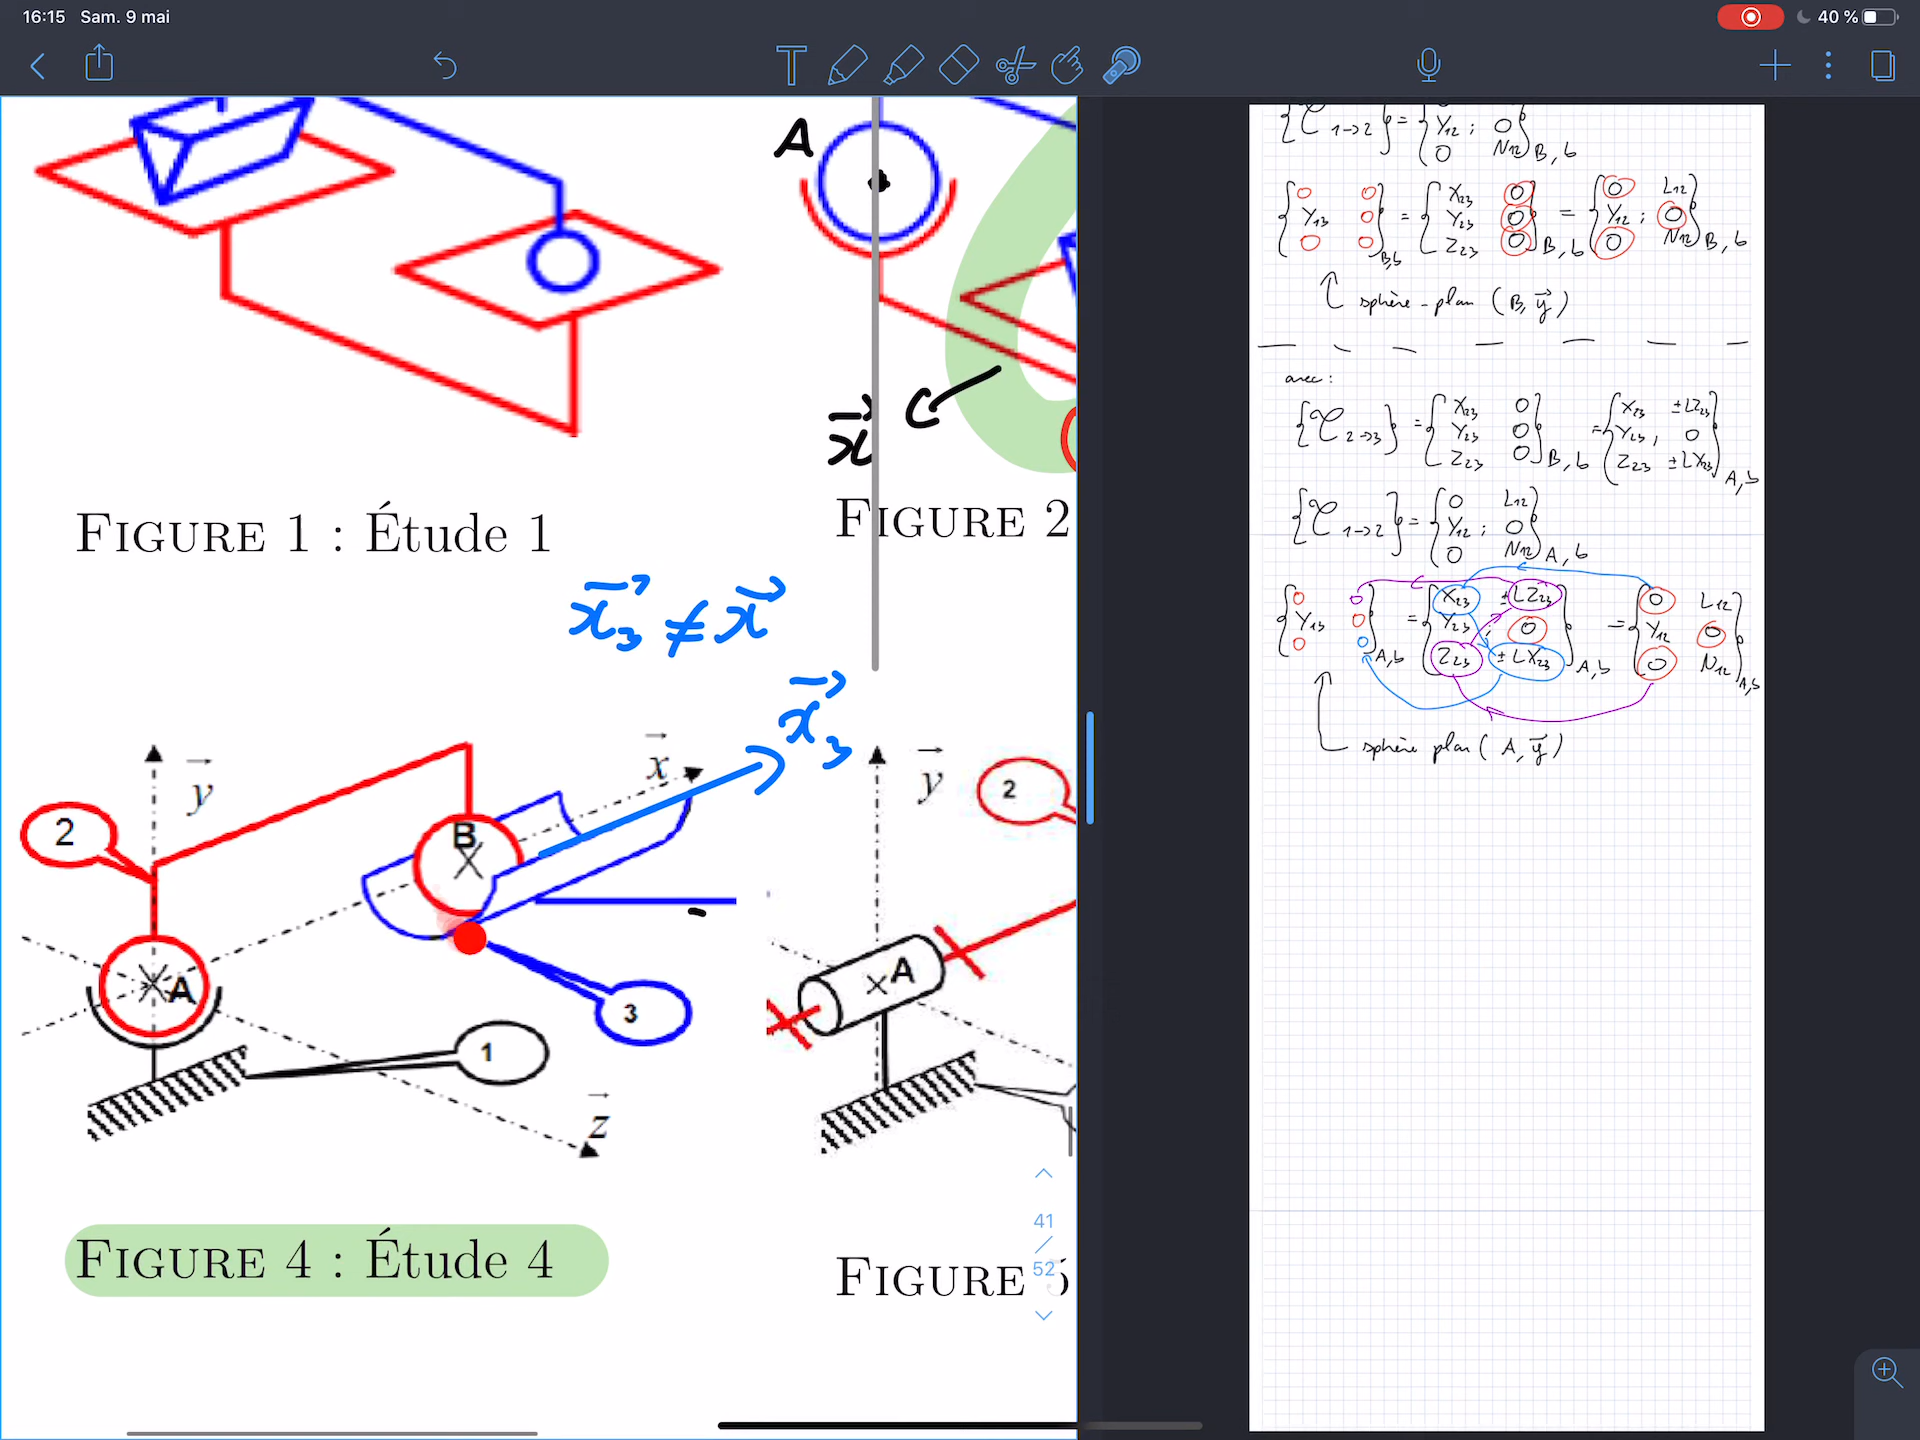 16:15 Sam. 9 mai
40 %
A
x⃗
FIGURE 1 : Étude 1
FIGURE 2
x⃗₃ ≠ x⃗
x⃗₃
y⃗
x⃗
2
B
A
3
1
z⃗
y⃗
2
A
41
52
FIGURE 4 : Étude 4
FIGURE 5
{𝒯 1→2} = { Y12 ; 0
0 N12 } B, b
{ 0 0
Y13 0
0 0 } B,b = { X23 0
Y23 0
Z23 0 } B, b = { 0 L12
Y12 ; 0
0 N12 } B, b
sphère-plan (B, y⃗)
avec :
{𝒯 2→3} = { X23 0
Y23 0
Z23 0 } B, b = { X23 ±LZ23
Y23, 0
Z23 ±LX23 } A, b
{𝒯 1→2} = { 0 L12
Y12 ; 0
0 N12 } A, b
{ 0 0
Y13 0
0 0 } A,b = { X23 ±LZ23
Y23 ; 0
Z23 ±LX23 } A, b = { 0 L12
Y12 0
0 N12 } A,b
sphère plan (A, y⃗)